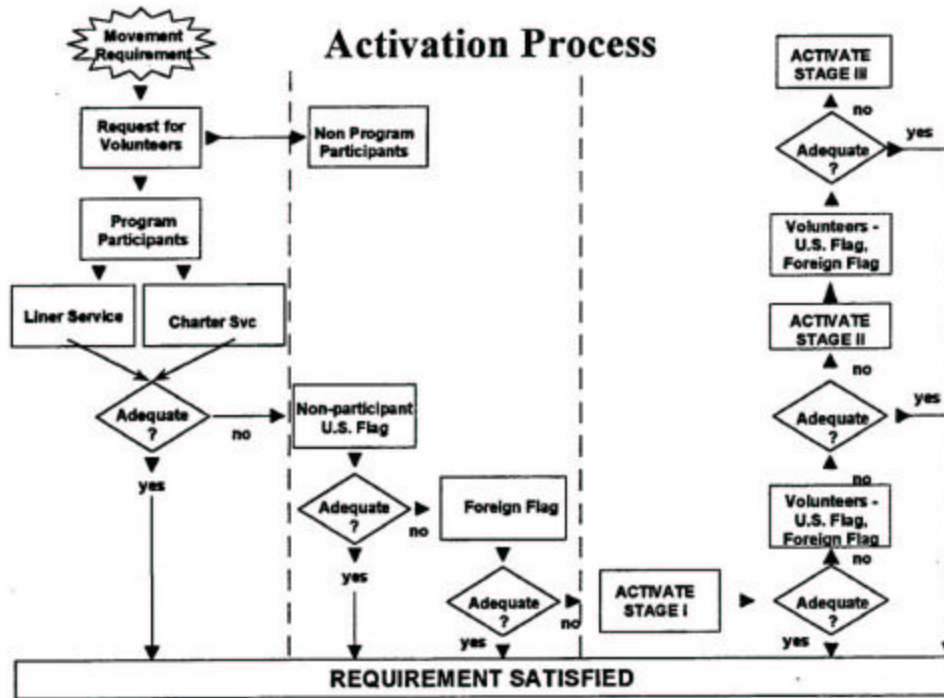 Activation Process
Movement
Requirement
Request for
Volunteers
Non Program
Participants
Program
Participants
Liner Service
Charter Svc
Adequate
?
no
yes
Non-participant
U.S. Flag
Adequate
?
no
yes
Foreign Flag
Adequate
?
no
yes
ACTIVATE
STAGE I
Adequate
?
yes
no
Volunteers -
U.S. Flag,
Foreign Flag
no
Adequate
?
yes
no
ACTIVATE
STAGE II
Volunteers -
U.S. Flag,
Foreign Flag
Adequate
?
yes
no
ACTIVATE
STAGE III
REQUIREMENT SATISFIED